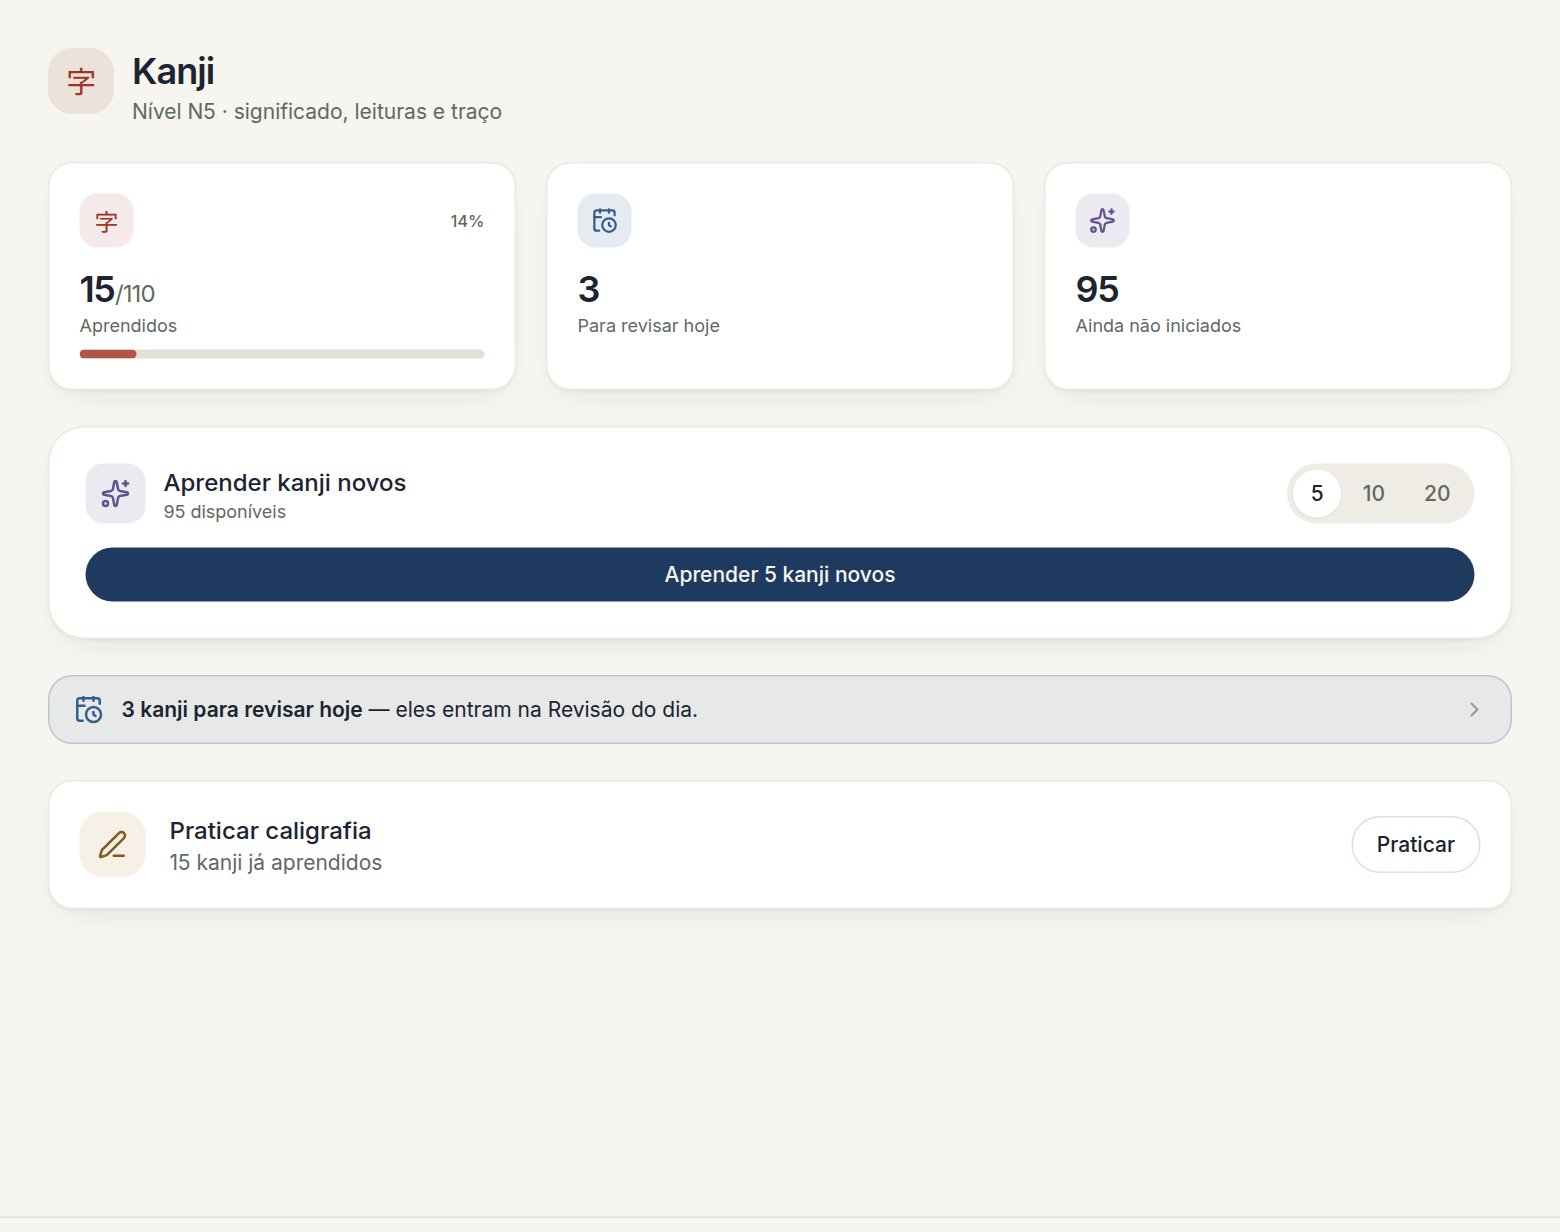 字
Kanji
Nível N5 · significado, leituras e traço
字
14%
15/110
Aprendidos
3
Para revisar hoje
95
Ainda não iniciados
Aprender kanji novos
95 disponíveis
5 10 20
Aprender 5 kanji novos
3 kanji para revisar hoje — eles entram na Revisão do dia.
Praticar caligrafia
15 kanji já aprendidos
Praticar